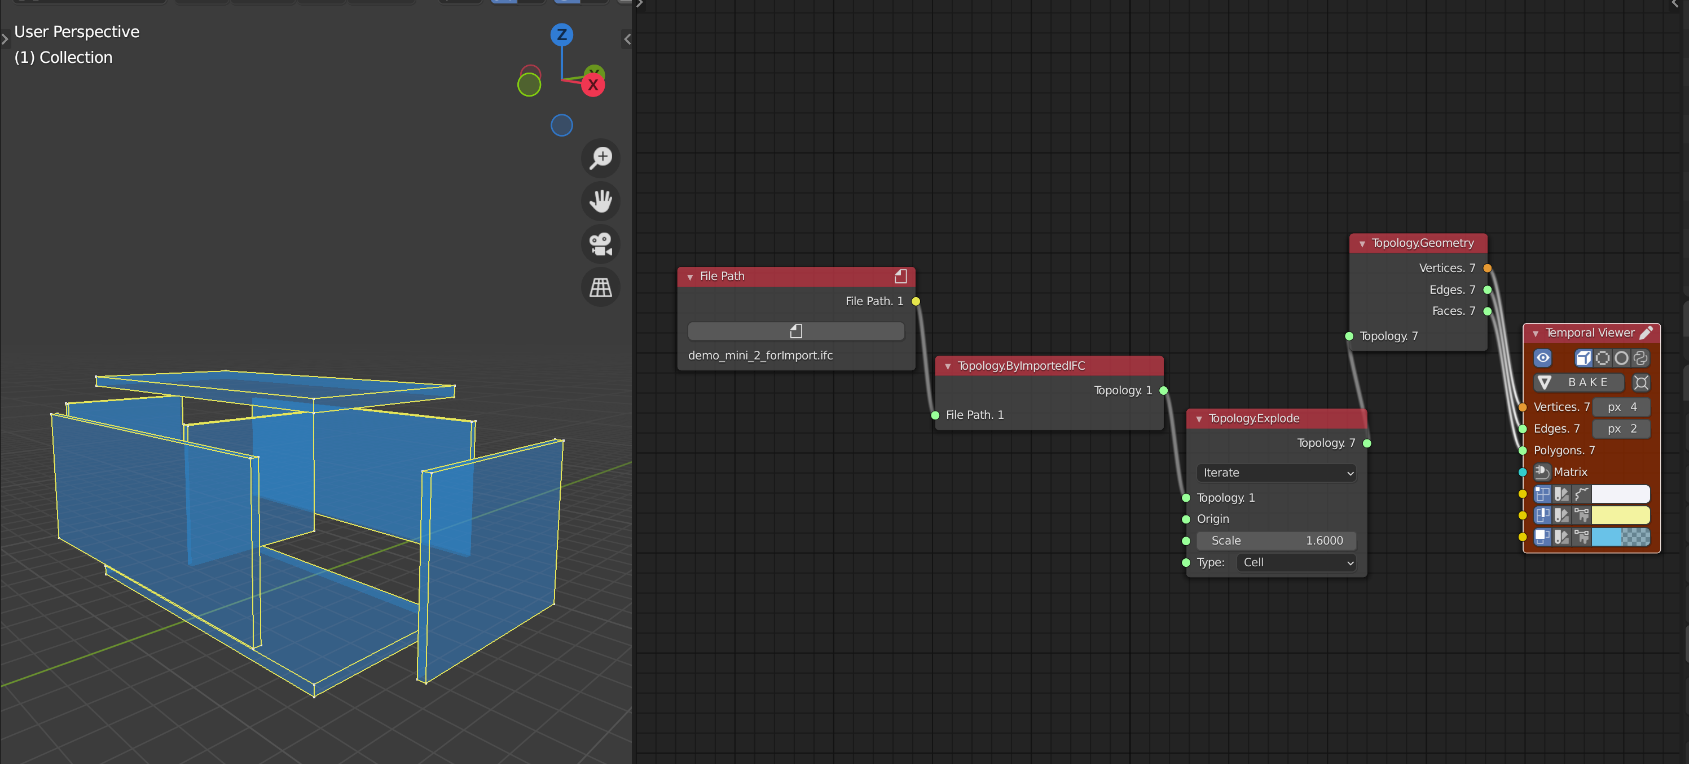 User Perspective
(1) Collection
Z
Y
X
File Path
File Path. 1
demo_mini_2_forImport.ifc
Topology.ByImportedIFC
Topology. 1
File Path. 1
Topology.Explode
Topology. 7
Iterate
Topology. 1
Origin
Scale 1.6000
Type: Cell
Topology.Geometry
Vertices. 7
Edges. 7
Faces. 7
Topology. 7
Temporal Viewer
BAKE
Vertices. 7 px 4
Edges. 7 px 2
Polygons. 7
Matrix